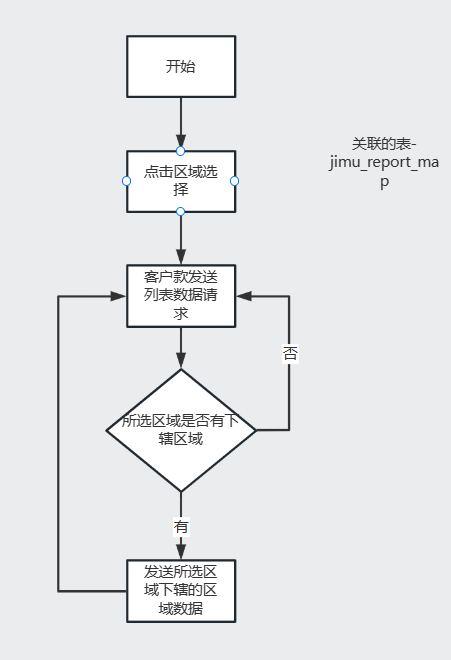 开始
关联的表-
jimu_report_ma
p
点击区域选
择
客户款发送
列表数据请
求
否
所选区域是否有下
辖区域
有
发送所选区
域下辖的区
域数据